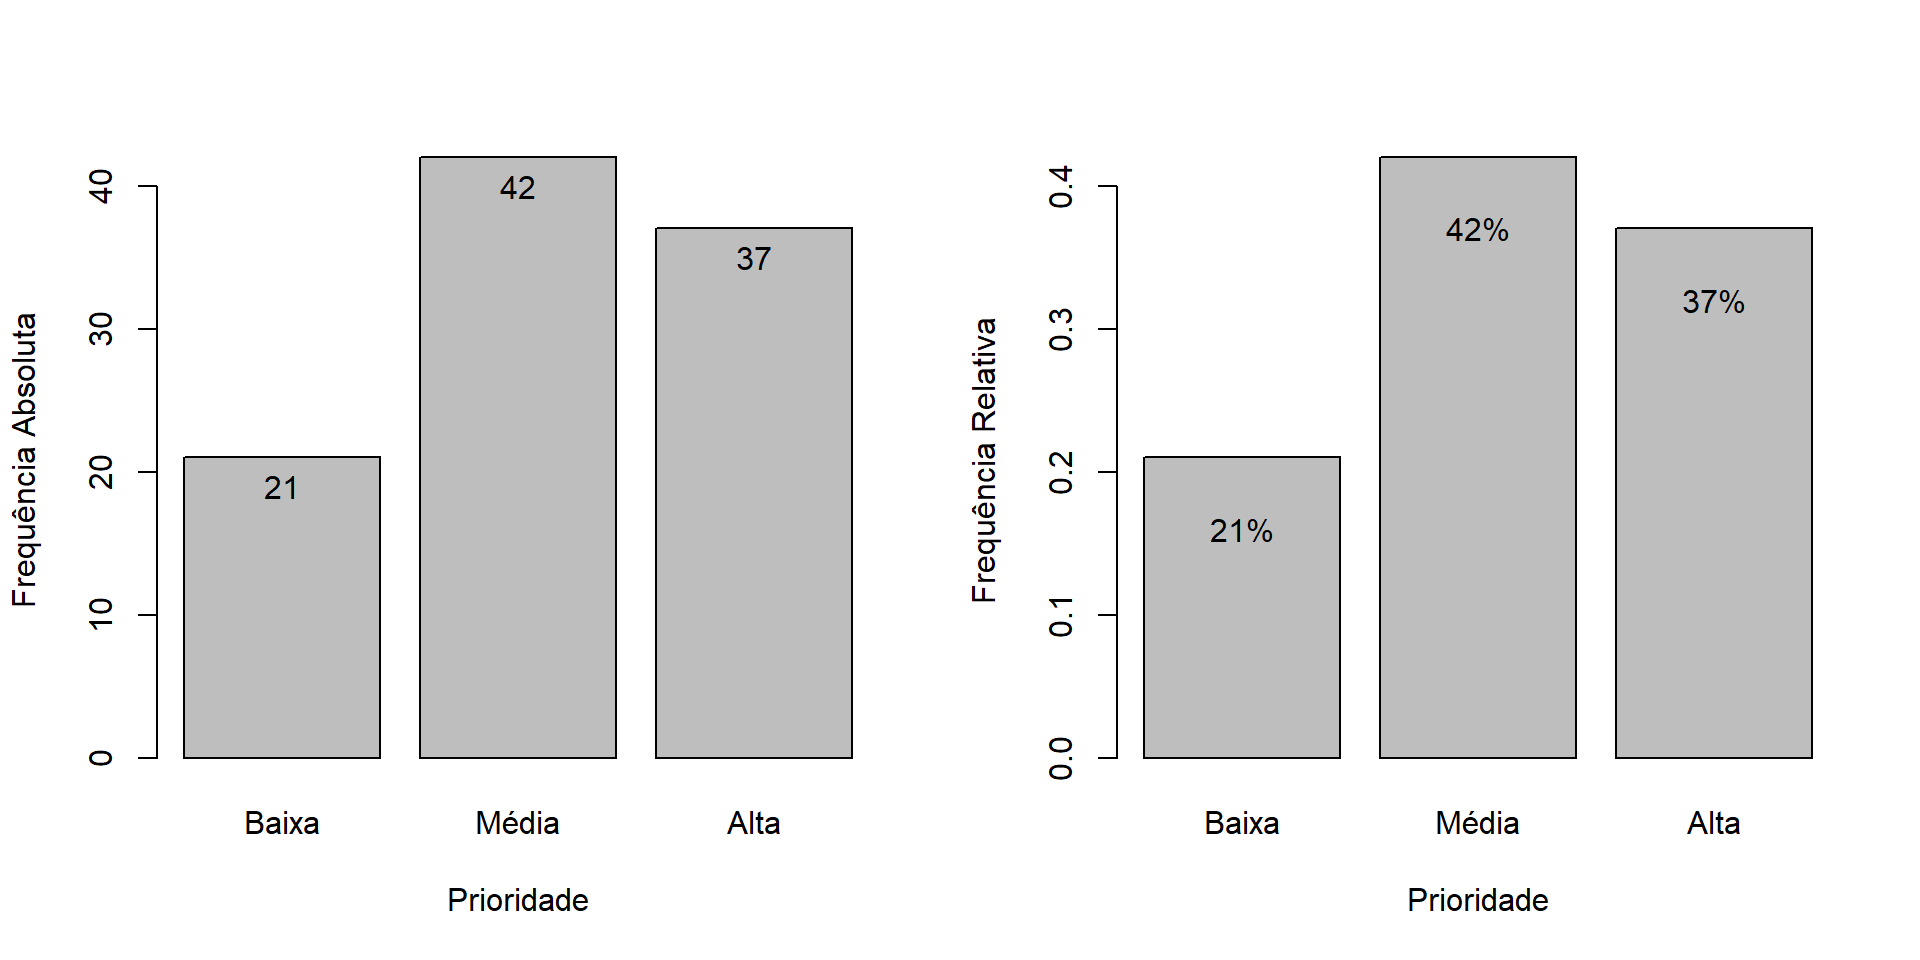 Frequência Absoluta
40
30
20
10
0
42
37
21
Baixa Média Alta
Prioridade
Frequência Relativa
0.4
0.3
0.2
0.1
0.0
42%
37%
21%
Baixa Média Alta
Prioridade